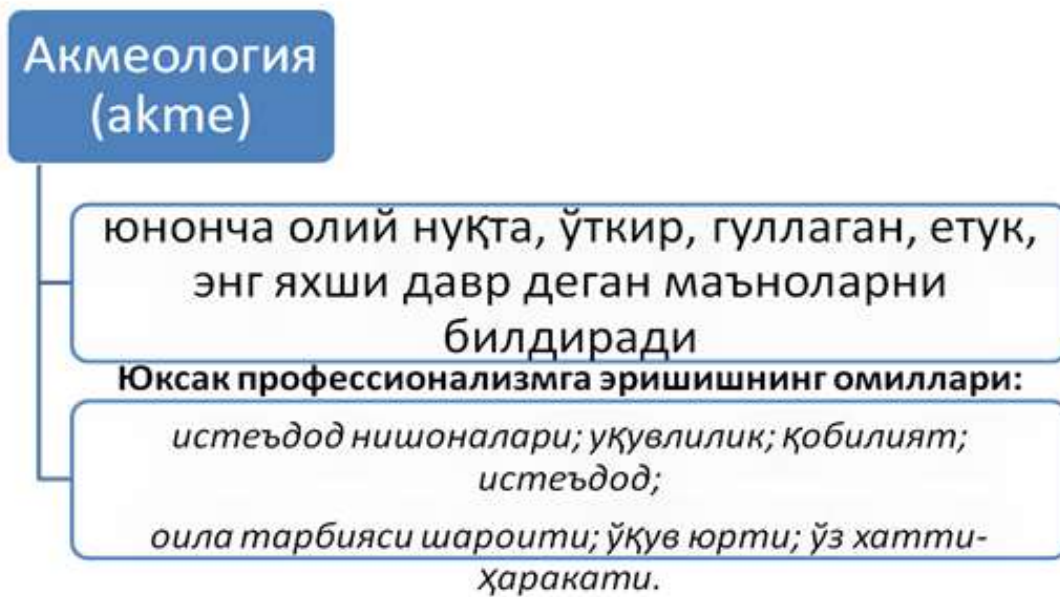 Акмеология
(akme)
юнонча олий нуқта, ўткир, гуллаган, етук,
энг яхши давр деган маъноларни
билдиради
Юксак профессионализмга эришишнинг омиллари:
истеъдод нишоналари; уқувлилик; қобилият;
истеъдод;
оила тарбияси шароити; ўқув юрти; ўз хатти-
ҳаракати.